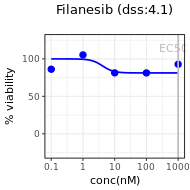 Filanesib (dss:4.1)
EC50
100
50
0
% viability
0.1 1 10 100 1000
conc(nM)